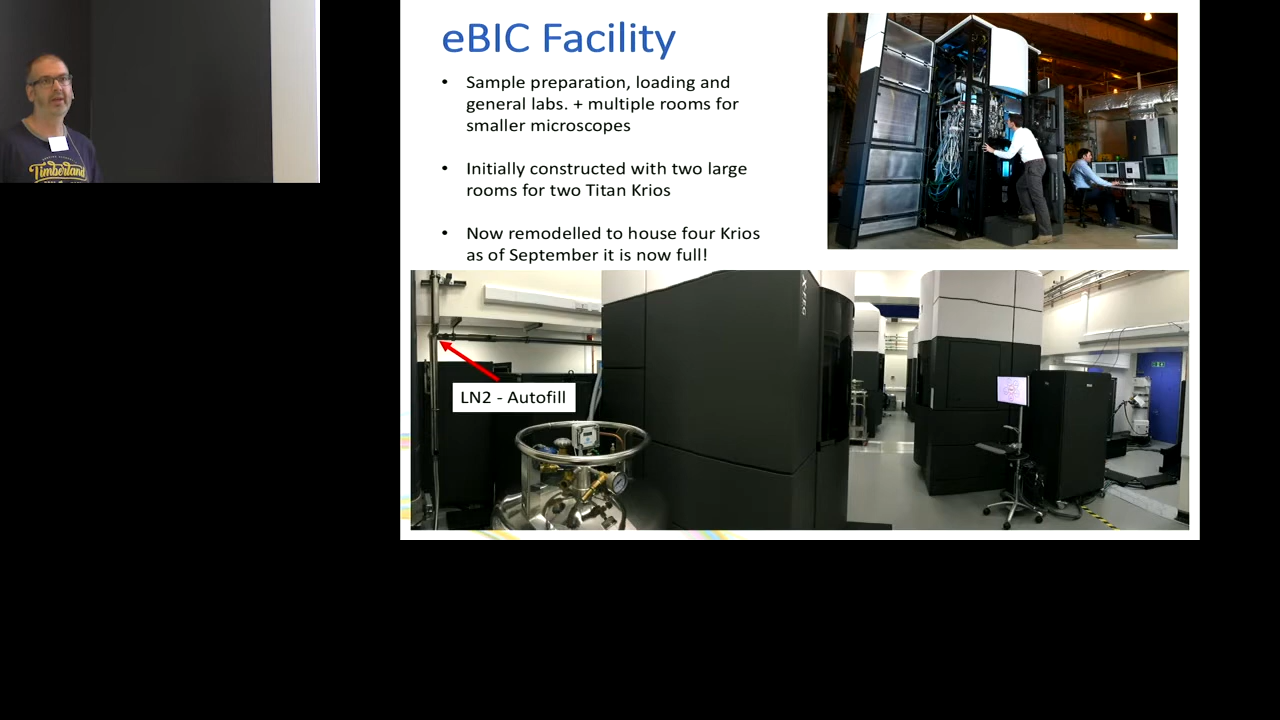 eBIC Facility
• Sample preparation, loading and
general labs. + multiple rooms for
smaller microscopes
• Initially constructed with two large
rooms for two Titan Krios
• Now remodelled to house four Krios
as of September it is now full!
LN2 - Autofill
Timberland